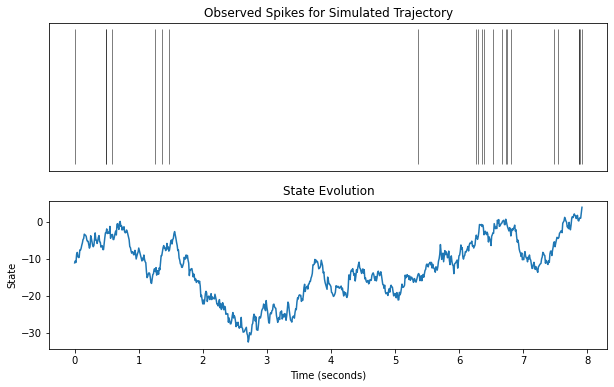 Observed Spikes for Simulated Trajectory
State Evolution
0
−10
−20
−30
State
0 1 2 3 4 5 6 7 8
Time (seconds)